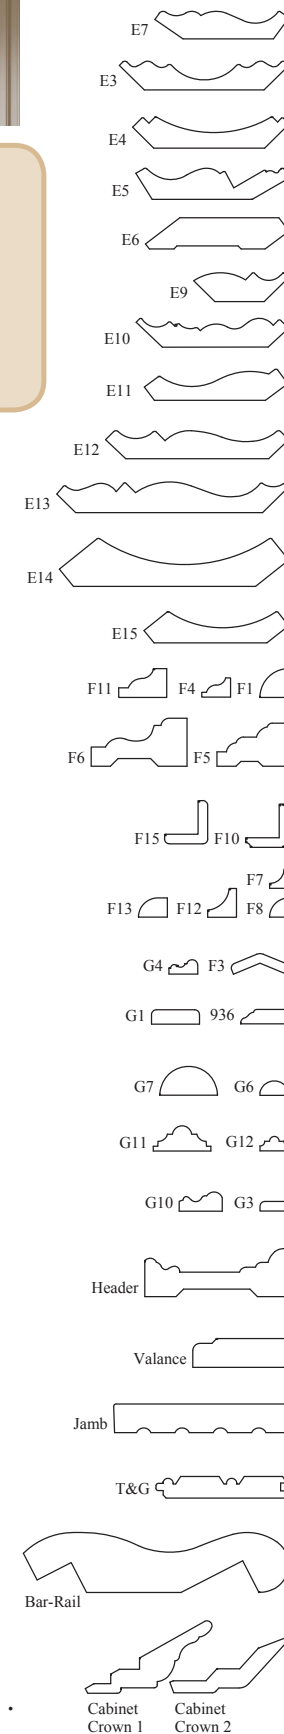 E7
E3
E4
E5
E6
E9
E10
E11
E12
E13
E14
E15
F11 F4 F1
F6 F5
F15 F10
F7
F13 F12 F8
G4 F3
G1 936
G7 G6
G11 G12
G10 G3
Header
Valance
Jamb
T&G
Bar-Rail
Cabinet Cabinet
Crown 1 Crown 2